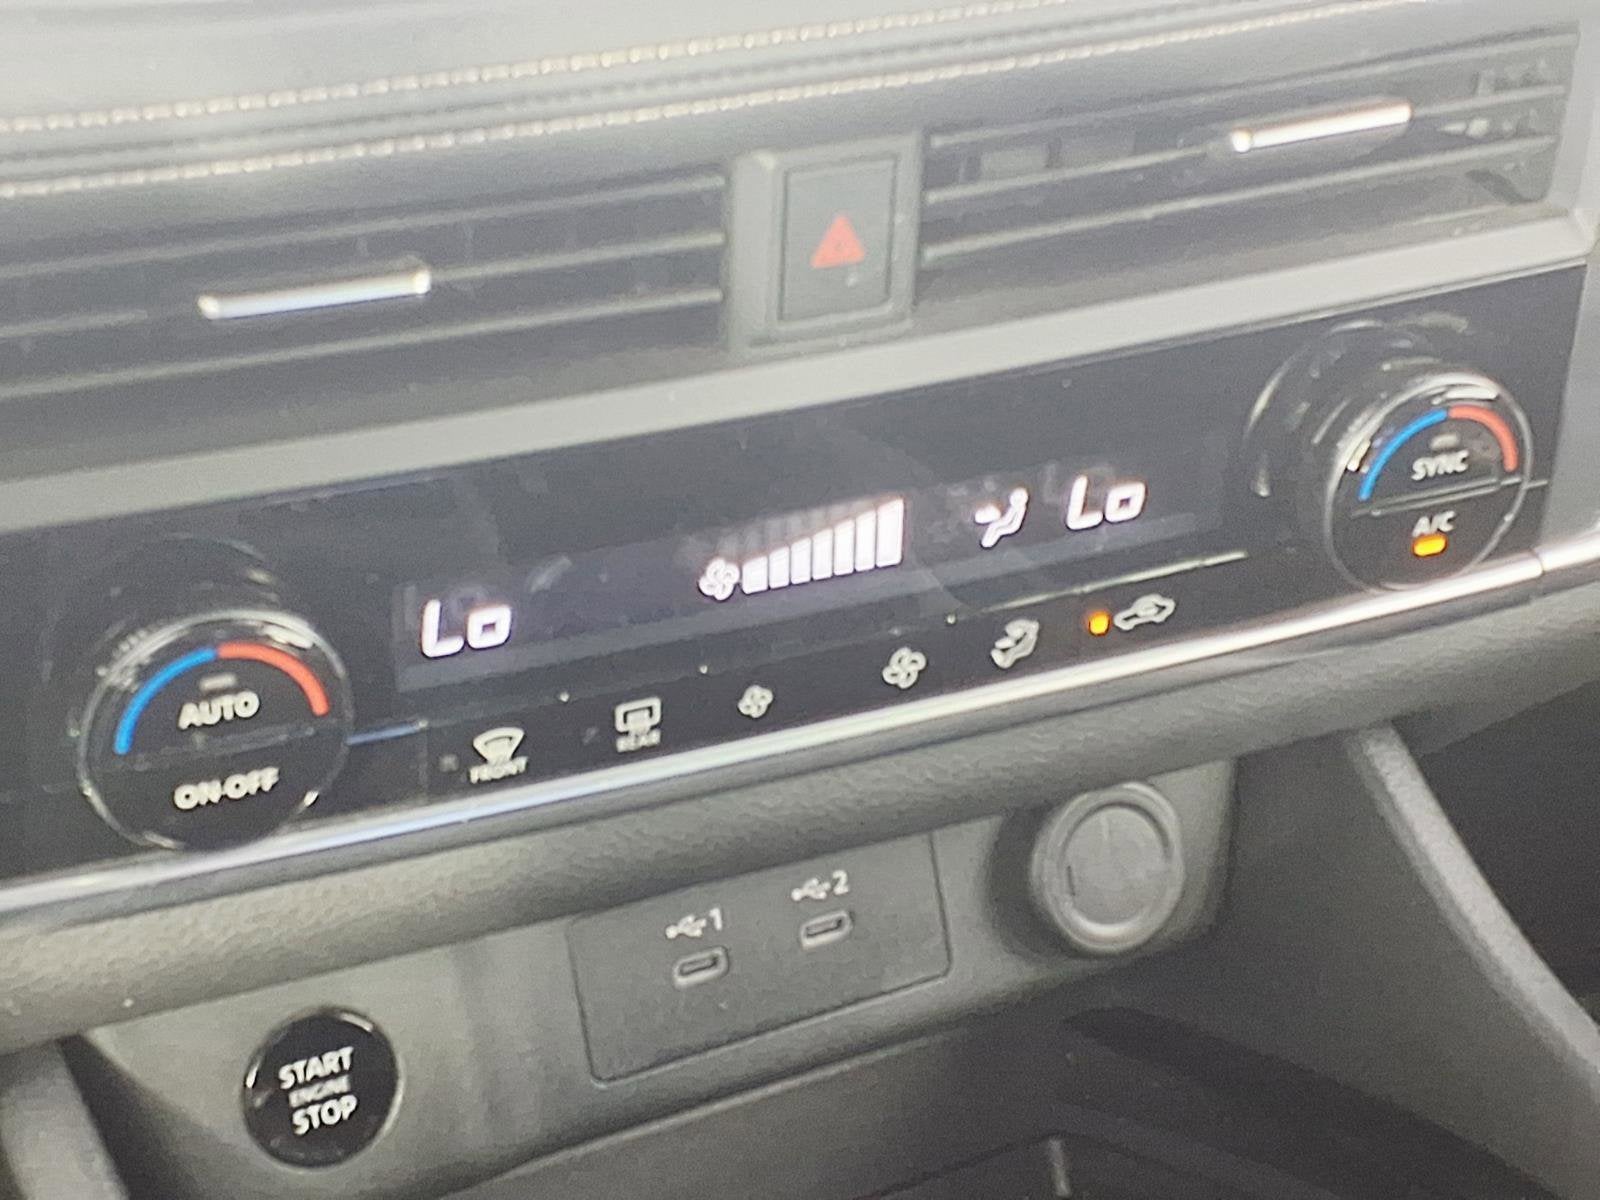 Lo
Lo
SYNC
A/C
AUTO
ON·OFF
FRONT
REAR
1
2
START
ENGINE
STOP